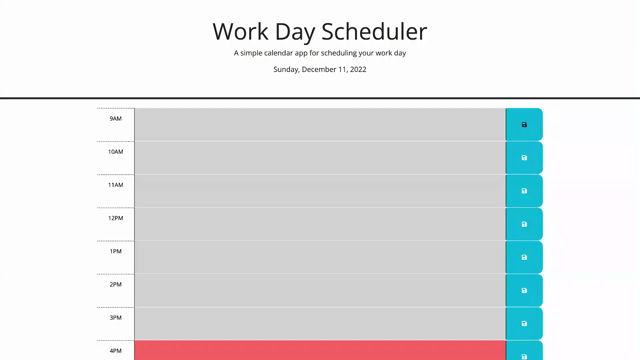 Work Day Scheduler
A simple calendar app for scheduling your work day
Sunday, December 11, 2022
9AM
10AM
11AM
12PM
1PM
2PM
3PM
4PM